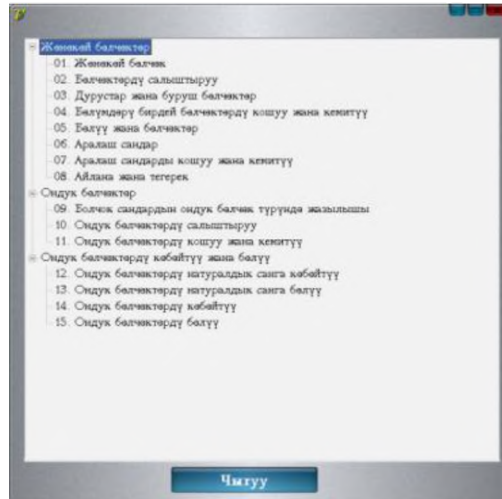 Жөнөкөй бөлчөктөр
01. Жөнөкөй бөлчөк
02. Бөлчөктөрдү салыштыруу
03. Дурустар жана буруш бөлчөктөр
04. Бөлүмдөрү бирдей бөлчөктөрдү кошуу жана кемитүү
05. Бөлүү жана бөлчөктөр
06. Аралаш сандар
07. Аралаш сандарды кошуу жана кемитүү
08. Айлана жана тегерек
Ондук бөлчөктөр
09. Болчок сандардын ондук бөлчөк түрүндө жазылышы
10. Ондук бөлчөктөрдү салыштыруу
11. Ондук бөлчөктөрдү кошуу жана кемитүү
Ондук бөлчөктөрдү көбөйтүү жана бөлүү
12. Ондук бөлчөктөрдү натуралдык санга көбөйтүү
13. Ондук бөлчөктөрдү натуралдык санга бөлүү
14. Ондук бөлчөктөрдү көбөйтүү
15. Ондук бөлчөктөрдү бөлүү
Чыгуу